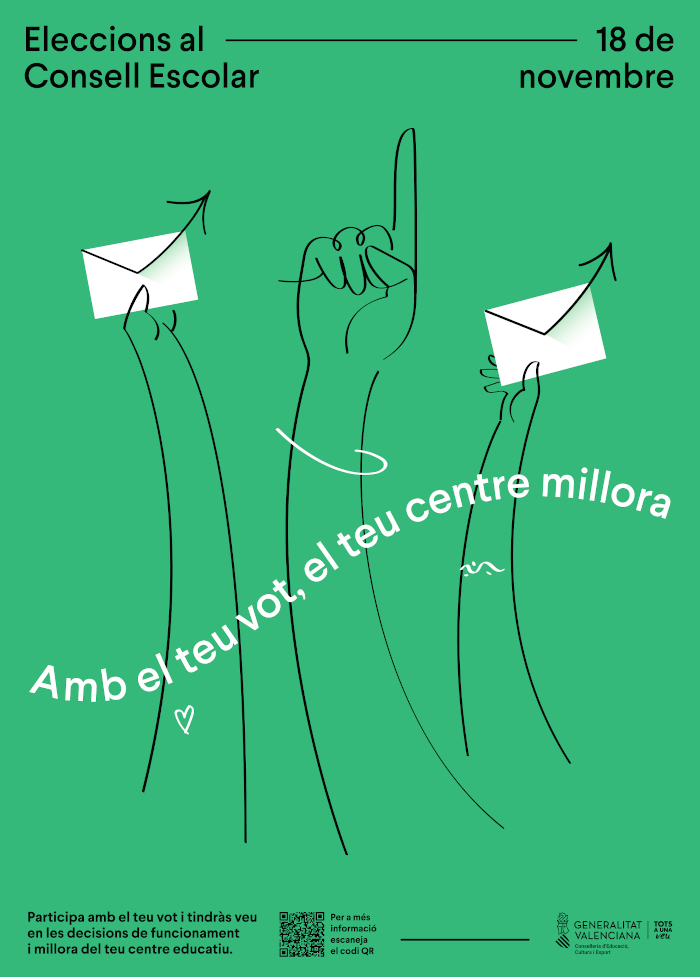 Eleccions al
Consell Escolar
18 de
novembre
Amb el teu vot, el teu centre millora
Participa amb el teu vot i tindràs veu
en les decisions de funcionament
i millora del teu centre educatiu.
Per a més
informació
escaneja
el codi QR
GENERALITAT
VALENCIANA
Conselleria d'Educació,
Cultura i Esport
TOTS
A UNA
veu